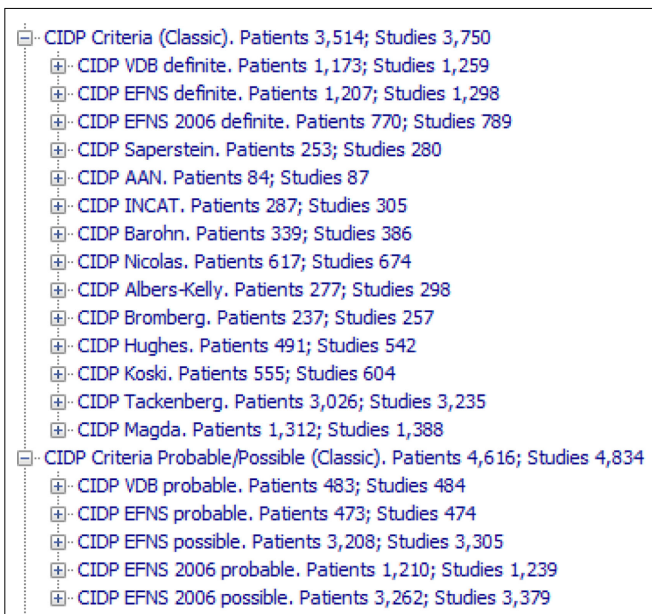 CIDP Criteria (Classic). Patients 3,514; Studies 3,750
CIDP VDB definite. Patients 1,173; Studies 1,259
CIDP EFNS definite. Patients 1,207; Studies 1,298
CIDP EFNS 2006 definite. Patients 770; Studies 789
CIDP Saperstein. Patients 253; Studies 280
CIDP AAN. Patients 84; Studies 87
CIDP INCAT. Patients 287; Studies 305
CIDP Barohn. Patients 339; Studies 386
CIDP Nicolas. Patients 617; Studies 674
CIDP Albers-Kelly. Patients 277; Studies 298
CIDP Bromberg. Patients 237; Studies 257
CIDP Hughes. Patients 491; Studies 542
CIDP Koski. Patients 555; Studies 604
CIDP Tackenberg. Patients 3,026; Studies 3,235
CIDP Magda. Patients 1,312; Studies 1,388
CIDP Criteria Probable/Possible (Classic). Patients 4,616; Studies 4,834
CIDP VDB probable. Patients 483; Studies 484
CIDP EFNS probable. Patients 473; Studies 474
CIDP EFNS possible. Patients 3,208; Studies 3,305
CIDP EFNS 2006 probable. Patients 1,210; Studies 1,239
CIDP EFNS 2006 possible. Patients 3,262; Studies 3,379